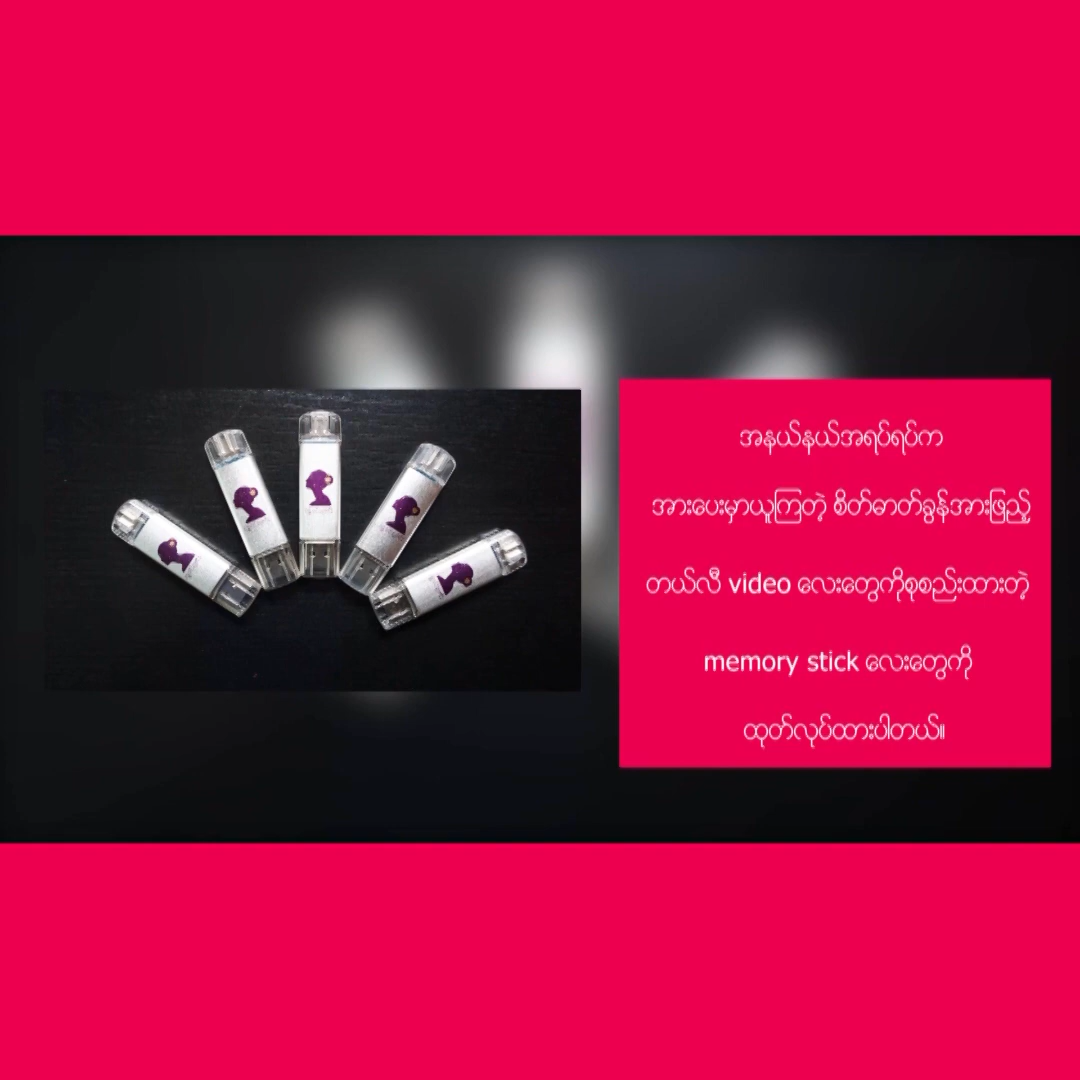 အနယ်နယ်အရပ်ရပ်က
အားပေးမှာယူကြတဲ့ စိတ်ဓာတ်ခွန်အားဖြည့်
တယ်လီ video လေးတွေကိုစုစည်းထားတဲ့
memory stick လေးတွေကို
ထုတ်လုပ်ထားပါတယ်။